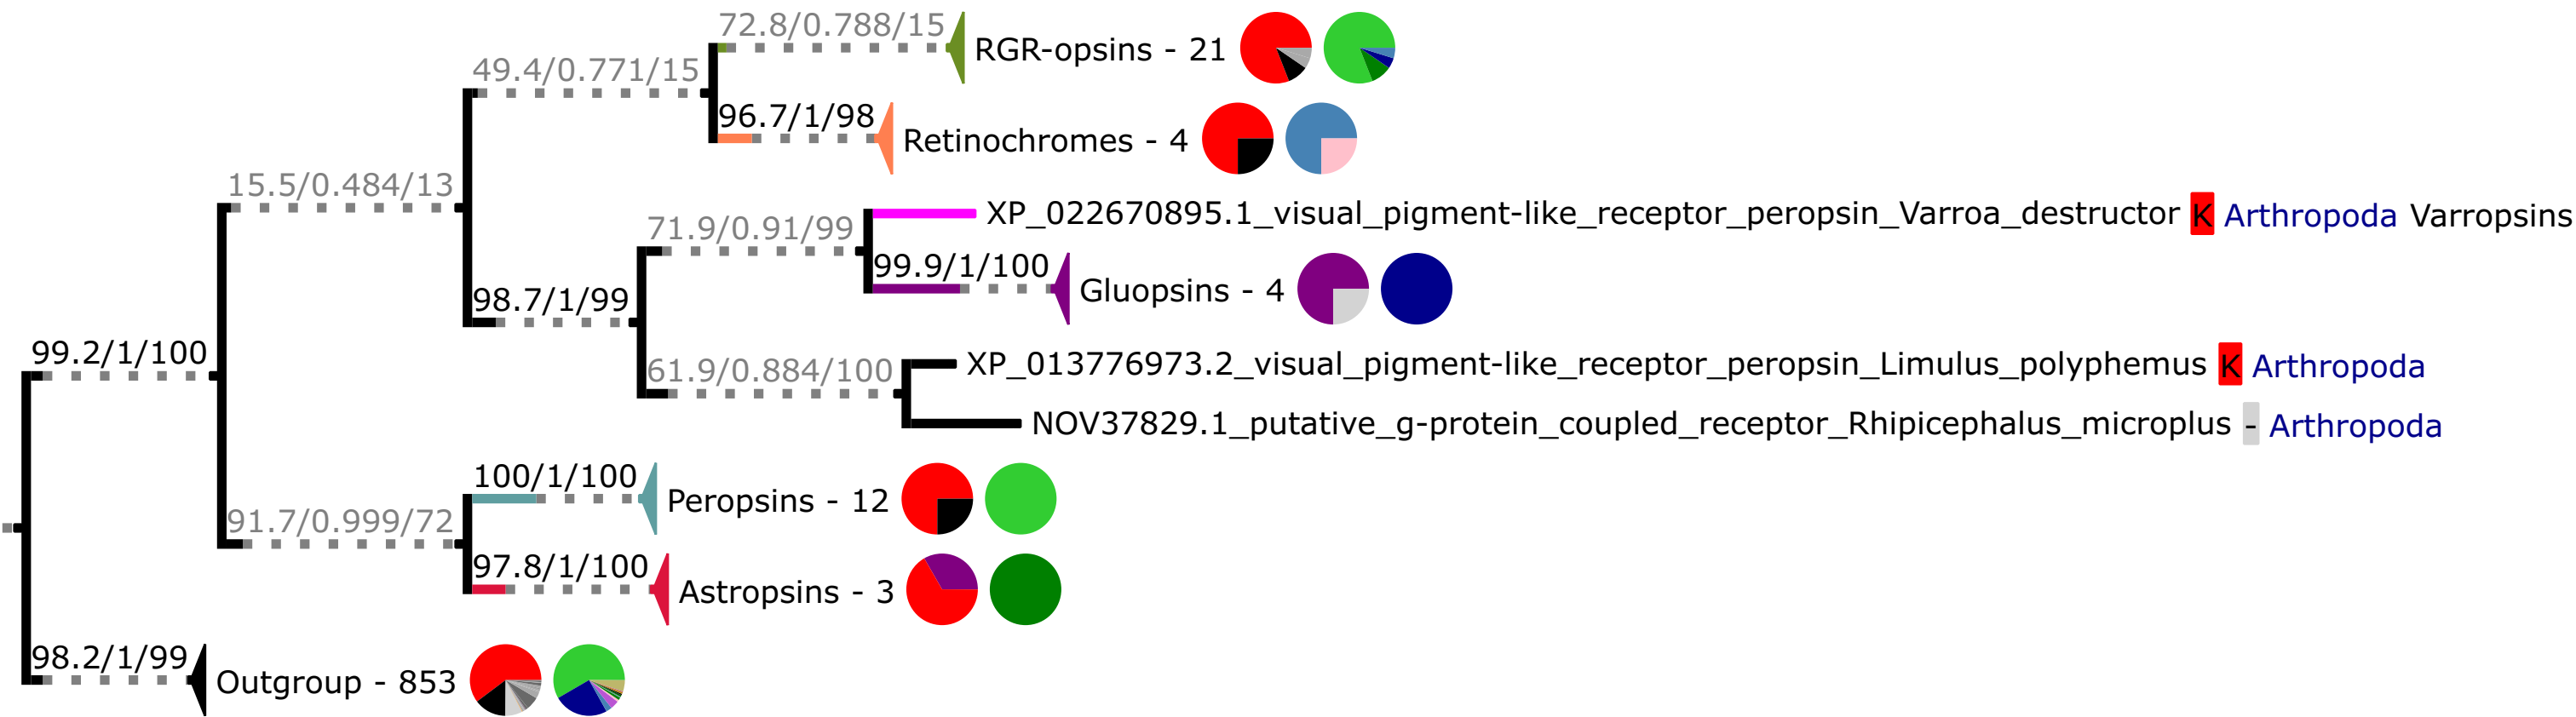 72.8/0.788/15
RGR-opsins - 21
49.4/0.771/15
96.7/1/98
Retinochromes - 4
15.5/0.484/13
71.9/0.91/99
XP_022670895.1_visual_pigment-like_receptor_peropsin_Varroa_destructor K Arthropoda Varropsins
99.9/1/100
Gluopsins - 4
98.7/1/99
99.2/1/100
61.9/0.884/100
XP_013776973.2_visual_pigment-like_receptor_peropsin_Limulus_polyphemus K Arthropoda
NOV37829.1_putative_g-protein_coupled_receptor_Rhipicephalus_microplus - Arthropoda
100/1/100
Peropsins - 12
91.7/0.999/72
97.8/1/100
Astropsins - 3
98.2/1/99
Outgroup - 853